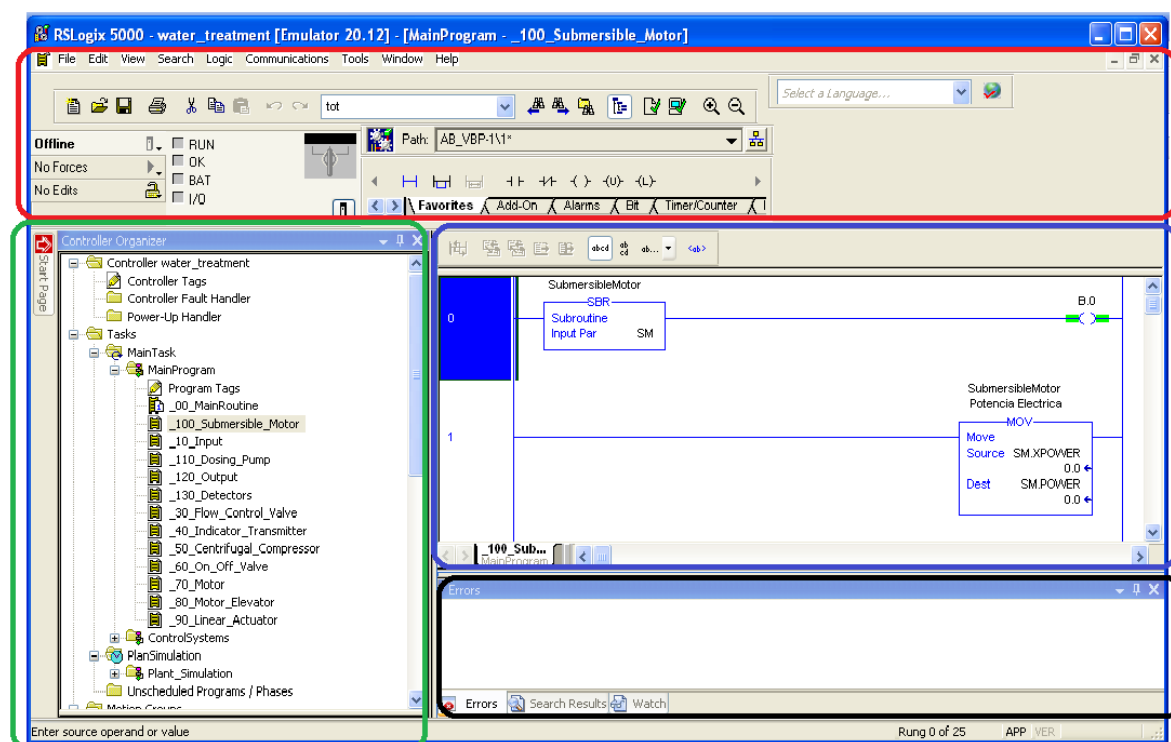 RSLogix 5000 - water_treatment [Emulator 20.12] - [MainProgram - _100_Submersible_Motor]
File Edit View Search Logic Communications Tools Window Help
tot
Select a Language...
Offline
RUN
No Forces
OK
No Edits
BAT
I/O
Path: AB_VBP-1\1*
Favorites Add-On Alarms Bit Timer/Counter
Start Page
Controller Organizer
Controller water_treatment
Controller Tags
Controller Fault Handler
Power-Up Handler
Tasks
MainTask
MainProgram
Program Tags
_00_MainRoutine
_100_Submersible_Motor
_10_Input
_110_Dosing_Pump
_120_Output
_130_Detectors
_30_Flow_Control_Valve
_40_Indicator_Transmitter
_50_Centrifugal_Compressor
_60_On_Off_Valve
_70_Motor
_80_Motor_Elevator
_90_Linear_Actuator
ControlSystems
PlanSimulation
Plant_Simulation
Unscheduled Programs / Phases
Motion Groups
abcd ab cd ab... <ab>
0
SubmersibleMotor
SBR
Subroutine
Input Par SM
B.0
1
SubmersibleMotor
Potencia Electrica
MOV
Move
Source SM.XPOWER
0.0
Dest SM.POWER
0.0
_100_Sub...
MainProgram
Errors
Errors Search Results Watch
Enter source operand or value
Rung 0 of 25 APP VER